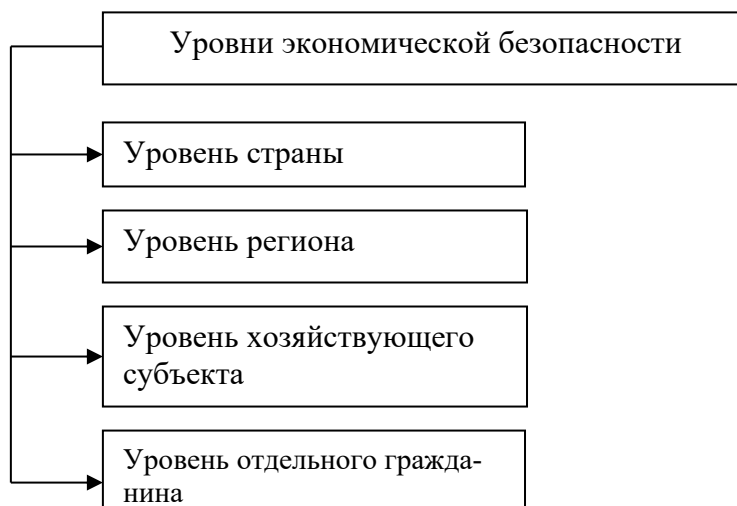 Уровни экономической безопасности
Уровень страны
Уровень региона
Уровень хозяйствующего
субъекта
Уровень отдельного гражда-
нина